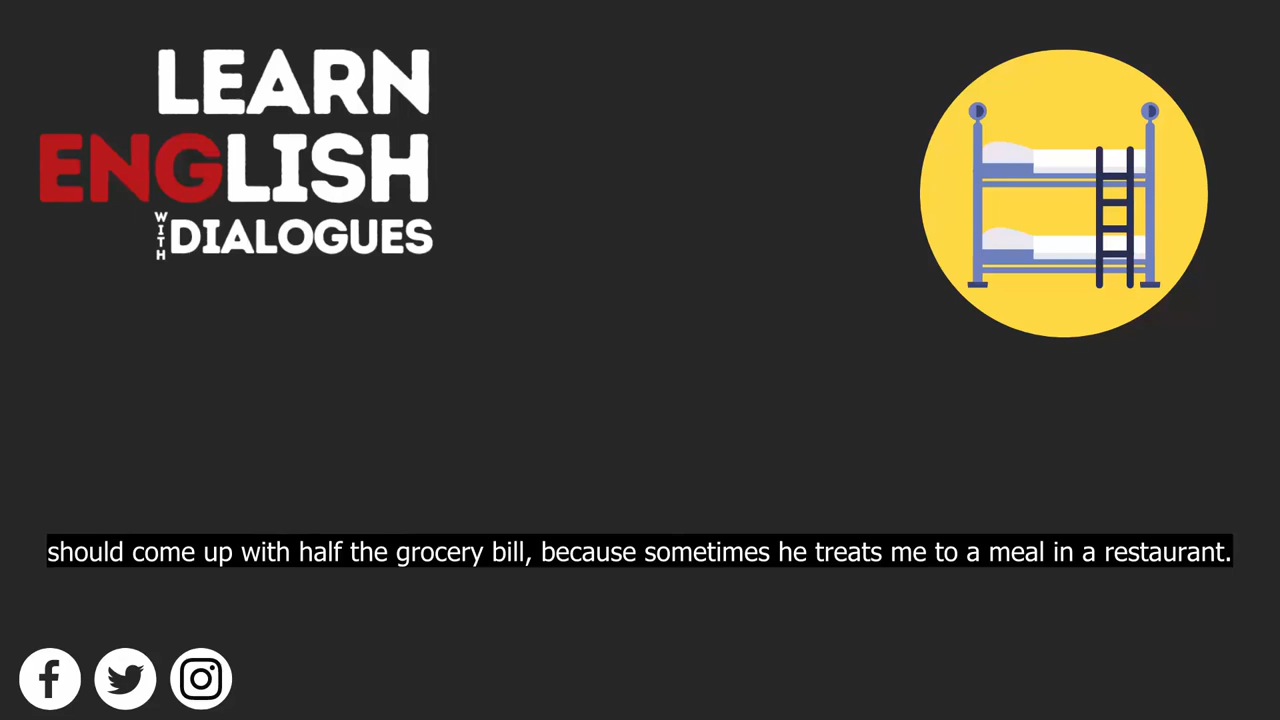 LEARN
ENGLISH
WITH DIALOGUES
should come up with half the grocery bill, because sometimes he treats me to a meal in a restaurant.